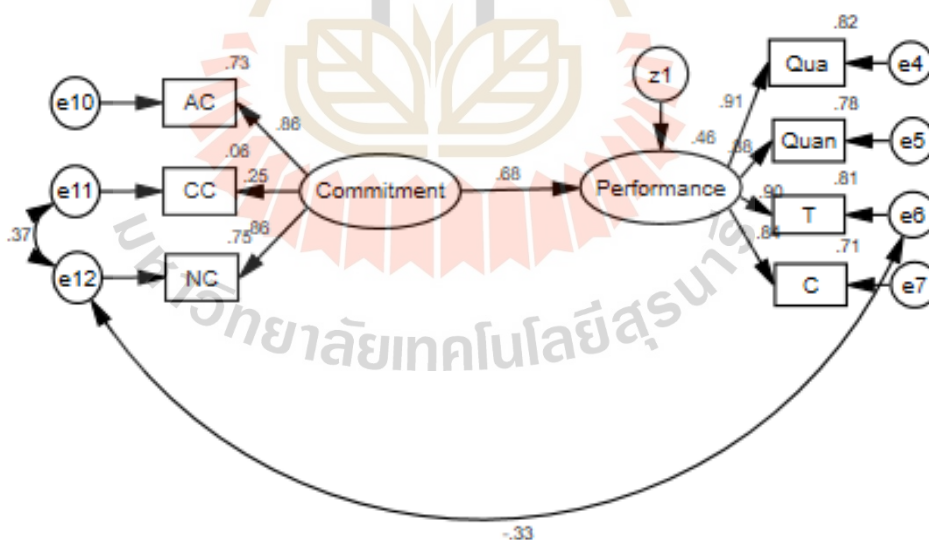 .82
z1
Qua
e4
.73
e10
AC
.91
.78
.86
.46
.88
Quan
e5
.06
e11
CC
.25
Commitment
.68
Performance
.90
.81
T
e6
.37
.75
.86
.84
.71
e12
NC
C
e7
มหาวิทยาลัยเทคโนโลยีสุรนารี
-.33